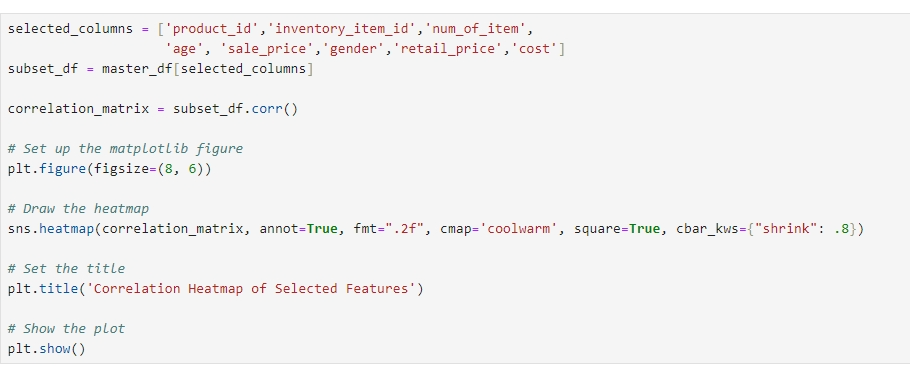 selected_columns = ['product_id','inventory_item_id','num_of_item',
                    'age', 'sale_price','gender','retail_price','cost']
subset_df = master_df[selected_columns]

correlation_matrix = subset_df.corr()

# Set up the matplotlib figure
plt.figure(figsize=(8, 6))

# Draw the heatmap
sns.heatmap(correlation_matrix, annot=True, fmt=".2f", cmap='coolwarm', square=True, cbar_kws={"shrink": .8})

# Set the title
plt.title('Correlation Heatmap of Selected Features')

# Show the plot
plt.show()